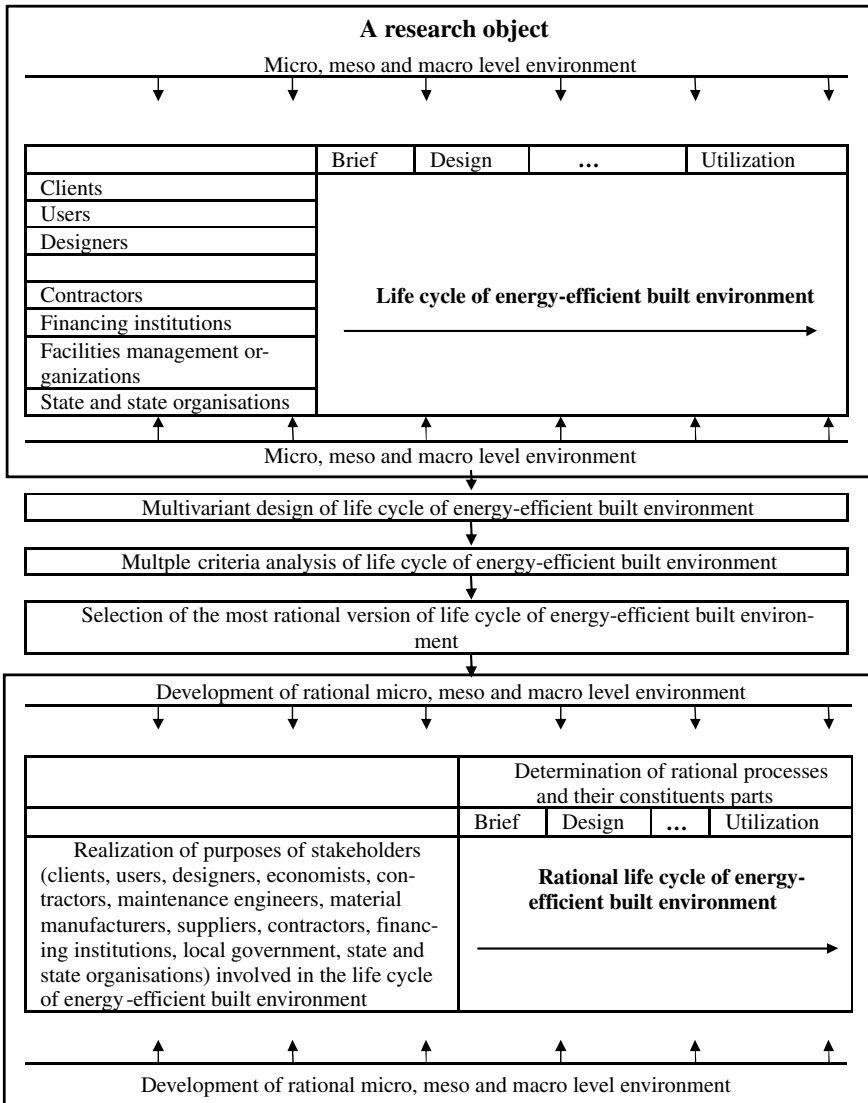 A research object
Micro, meso and macro level environment
Brief Design ... Utilization
Clients
Users
Designers
Contractors
Financing institutions
Facilities management or-
ganizations
State and state organisations
Life cycle of energy-efficient built environment
Micro, meso and macro level environment
Multivariant design of life cycle of energy-efficient built environment
Multple criteria analysis of life cycle of energy-efficient built environment
Selection of the most rational version of life cycle of energy-efficient built environ-
ment
Development of rational micro, meso and macro level environment
Determination of rational processes
and their constituents parts
Brief Design ... Utilization
Realization of purposes of stakeholders
(clients, users, designers, economists, con-
tractors, maintenance engineers, material
manufacturers, suppliers, contractors, financ-
ing institutions, local government, state and
state organisations) involved in the life cycle
of energy-efficient built environment
Rational life cycle of energy-
efficient built environment
Development of rational micro, meso and macro level environment